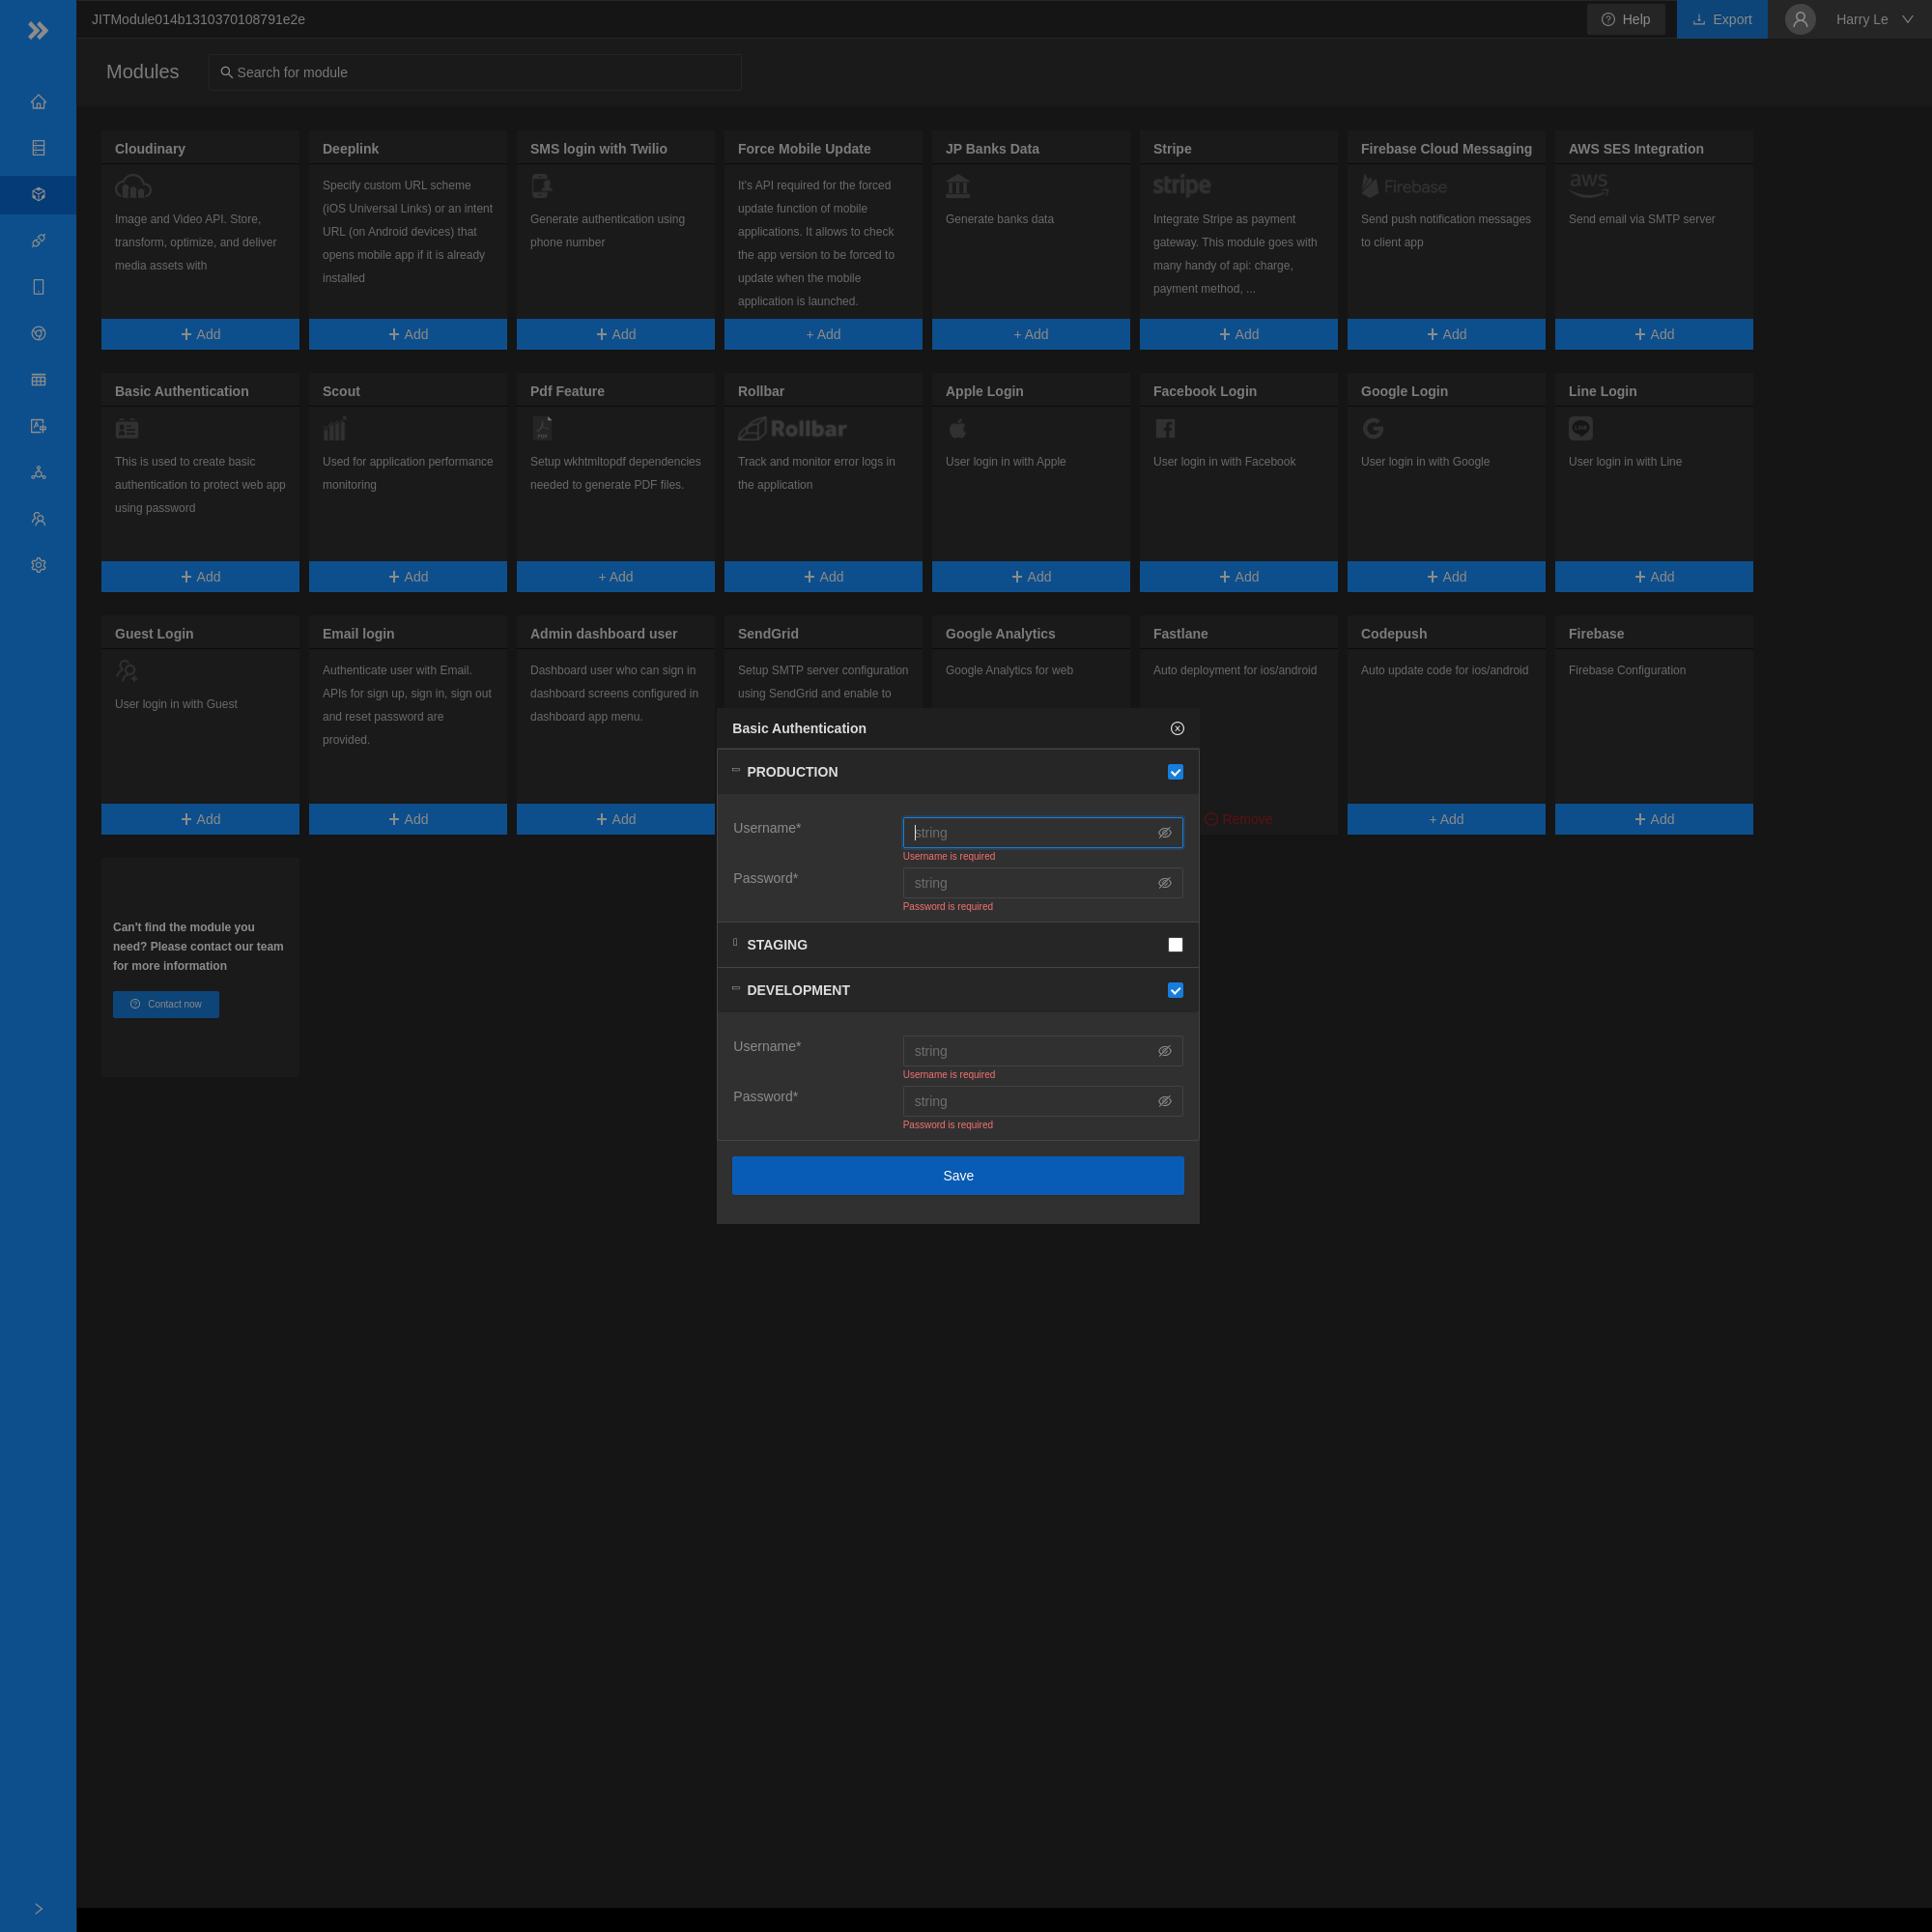 JITModule014b1310370108791e2e
Help
Export
Harry Le
Modules
Search for module
Cloudinary
Image and Video API. Store,
transform, optimize, and deliver
media assets with
Add
Deeplink
Specify custom URL scheme
(iOS Universal Links) or an intent
URL (on Android devices) that
opens mobile app if it is already
installed
Add
SMS login with Twilio
Generate authentication using
phone number
Add
Force Mobile Update
It's API required for the forced
update function of mobile
applications. It allows to check
the app version to be forced to
update when the mobile
application is launched.
+ Add
JP Banks Data
Generate banks data
+ Add
Stripe
stripe
Integrate Stripe as payment
gateway. This module goes with
many handy of api: charge,
payment method, ...
Add
Firebase Cloud Messaging
Firebase
Send push notification messages
to client app
Add
AWS SES Integration
aws
Send email via SMTP server
Add
Basic Authentication
This is used to create basic
authentication to protect web app
using password
Add
Scout
Used for application performance
monitoring
Add
Pdf Feature
PDF
Setup wkhtmltopdf dependencies
needed to generate PDF files.
+ Add
Rollbar
Rollbar
Track and monitor error logs in
the application
Add
Apple Login
User login in with Apple
Add
Facebook Login
User login in with Facebook
Add
Google Login
User login in with Google
Add
Line Login
LINE
User login in with Line
Add
Guest Login
User login in with Guest
Add
Email login
Authenticate user with Email.
APIs for sign up, sign in, sign out
and reset password are
provided.
Add
Admin dashboard user
Dashboard user who can sign in
dashboard screens configured in
dashboard app menu.
Add
SendGrid
Setup SMTP server configuration
using SendGrid and enable to
Google Analytics
Google Analytics for web
Fastlane
Auto deployment for ios/android
Remove
Codepush
Auto update code for ios/android
+ Add
Firebase
Firebase Configuration
Add
Can't find the module you
need? Please contact our team
for more information
Contact now
Basic Authentication
PRODUCTION
Username*
string
Username is required
Password*
string
Password is required
STAGING
DEVELOPMENT
Username*
string
Username is required
Password*
string
Password is required
Save